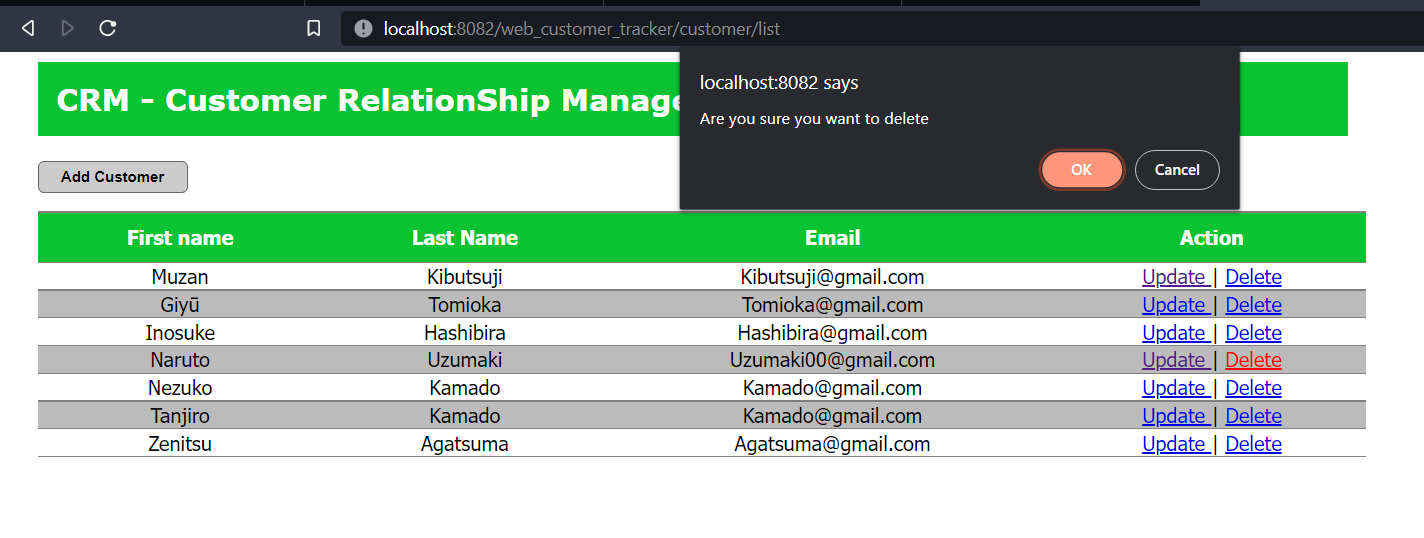 localhost:8082/web_customer_tracker/customer/list
localhost:8082 says
Are you sure you want to delete
OK Cancel
CRM - Customer RelationShip Manage
Add Customer
First name Last Name Email Action
Muzan Kibutsuji Kibutsuji@gmail.com Update | Delete
Giyū Tomioka Tomioka@gmail.com Update | Delete
Inosuke Hashibira Hashibira@gmail.com Update | Delete
Naruto Uzumaki Uzumaki00@gmail.com Update | Delete
Nezuko Kamado Kamado@gmail.com Update | Delete
Tanjiro Kamado Kamado@gmail.com Update | Delete
Zenitsu Agatsuma Agatsuma@gmail.com Update | Delete